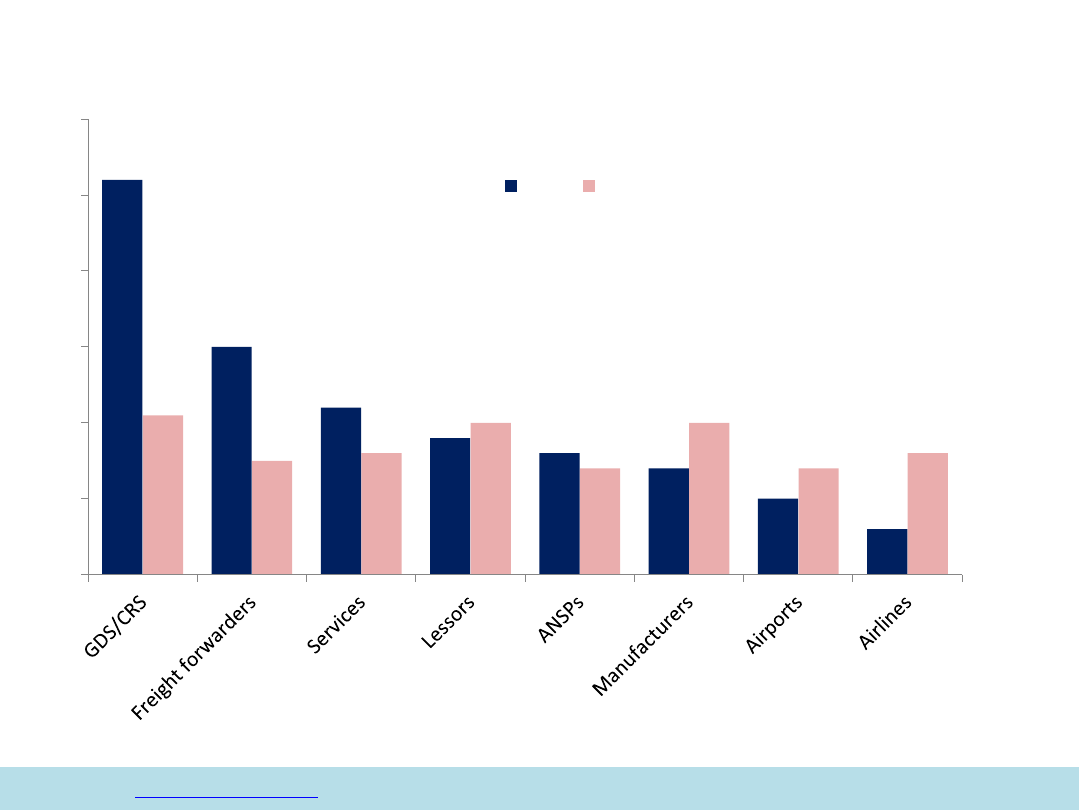 GDS/CRS
Freight forwarders
Services
Lessors
ANSPs
Manufacturers
Airports
Airlines